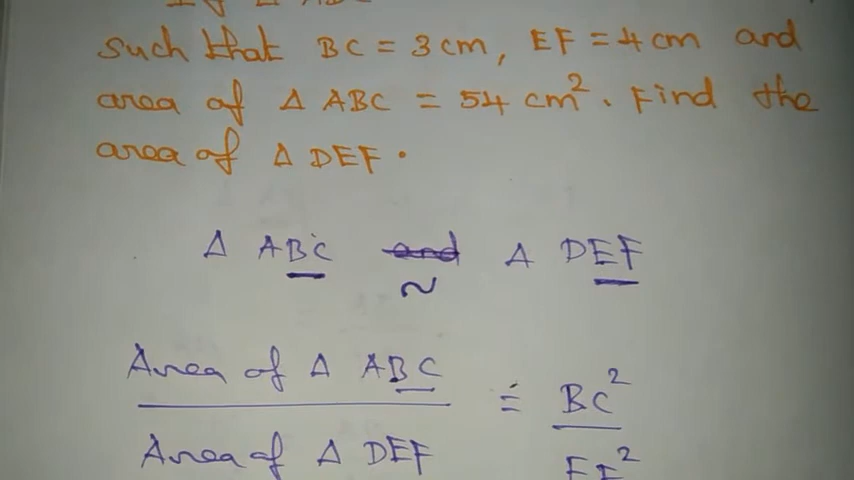 such that BC = 3 cm, EF = 4 cm and
area of Δ ABC = 54 cm². Find the
area of Δ DEF.
Δ ABC and Δ DEF
~
Area of Δ ABC = BC²
Area of Δ DEF EF²